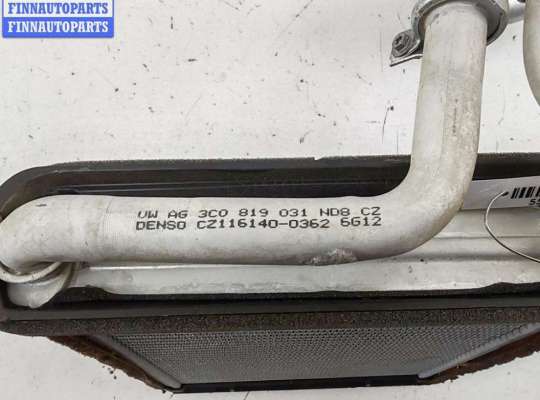 FINNAUTOPARTS
FINNAUTOPARTS
VW AG 3C0 819 031 ND8 CZ
DENSO CZ116140-0362 6G12